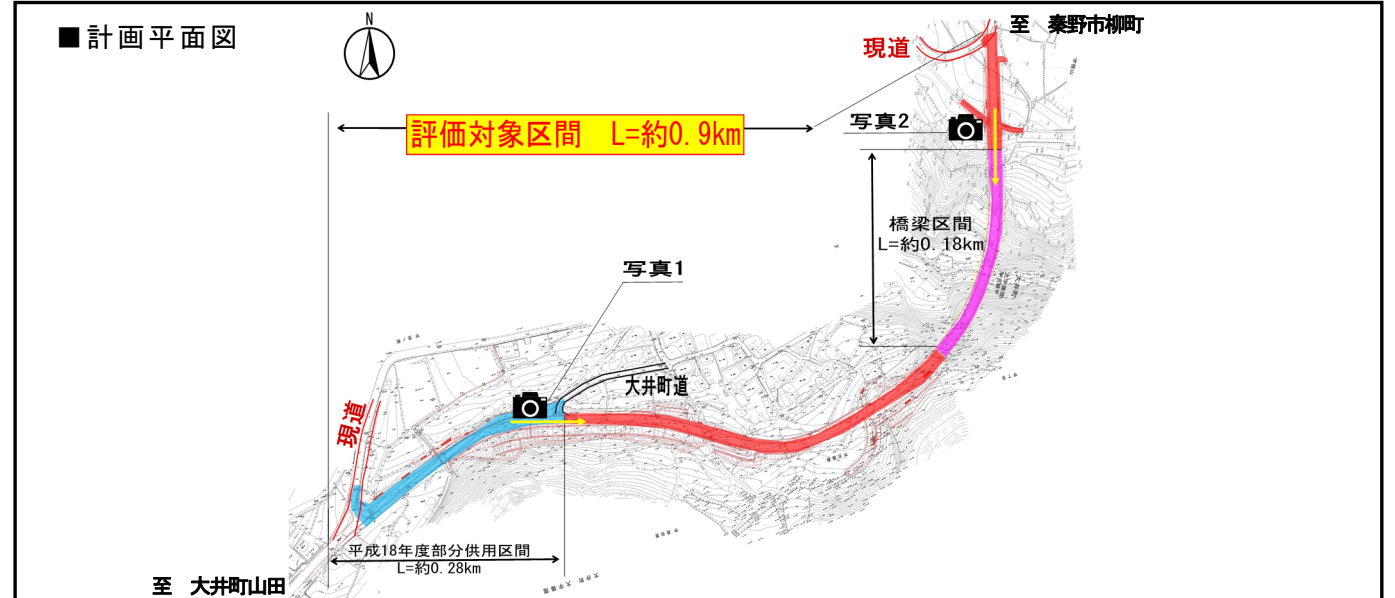 ■計画平面図
N
至 秦野市柳町
現道
評価対象区間 L=約0.9km
写真2
橋梁区間
L=約0.18km
写真1
大井町道
現道
平成18年度部分供用区間
L=約0.28km
至 大井町山田